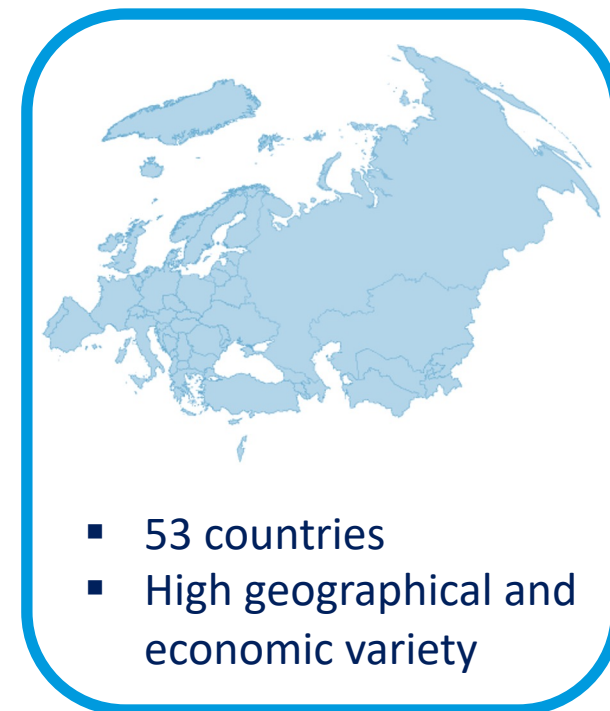 ▪ 53 countries
▪ High geographical and
economic variety